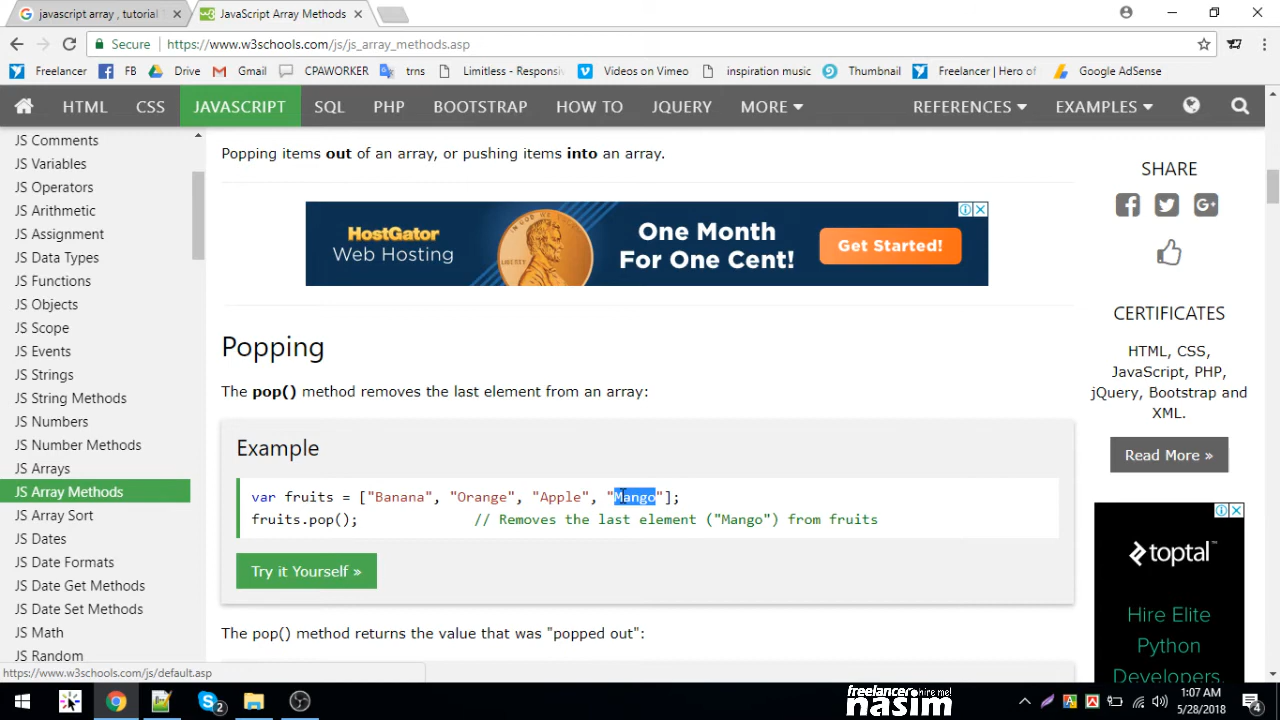 javascript array , tutorial
JavaScript Array Methods
Secure
https://www.w3schools.com/js/js_array_methods.asp
Freelancer
FB
Drive
Gmail
CPAWORKER
trns
Limitless - Responsi
Videos on Vimeo
inspiration music
Thumbnail
Freelancer | Hero of
Google AdSense
HTML
CSS
JAVASCRIPT
SQL
PHP
BOOTSTRAP
HOW TO
JQUERY
MORE
REFERENCES
EXAMPLES
JS Comments
JS Variables
JS Operators
JS Arithmetic
JS Assignment
JS Data Types
JS Functions
JS Objects
JS Scope
JS Events
JS Strings
JS String Methods
JS Numbers
JS Number Methods
JS Arrays
JS Array Methods
JS Array Sort
JS Dates
JS Date Formats
JS Date Get Methods
JS Date Set Methods
JS Math
JS Random
https://www.w3schools.com/js/default.asp
Popping items out of an array, or pushing items into an array.
HostGator
Web Hosting
One Month
For One Cent!
Get Started!
Popping
The pop() method removes the last element from an array:
Example
var fruits = ["Banana", "Orange", "Apple", "Mango"];
fruits.pop(); // Removes the last element ("Mango") from fruits
Try it Yourself »
The pop() method returns the value that was "popped out":
SHARE
CERTIFICATES
HTML, CSS,
JavaScript, PHP,
jQuery, Bootstrap and
XML.
Read More »
toptal
Hire Elite
Python
Developers.
freelancer hire me!
nasim
1:07 AM
5/28/2018
2
4